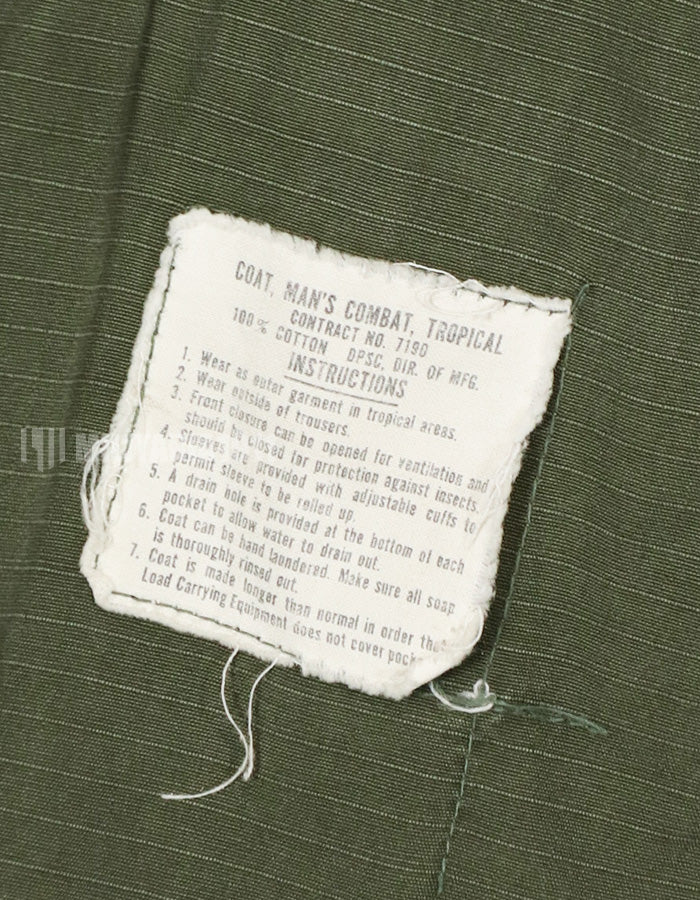 COAT, MAN'S COMBAT, TROPICAL
CONTRACT NO. 7190
100% COTTON DPSC, DIR. OF MFG.
INSTRUCTIONS
1. Wear as outer garment in tropical areas.
2. Wear outside of trousers.
3. Front closure can be opened for ventilation and
should be closed for protection against insects.
4. Sleeves are provided with adjustable cuffs to
permit sleeve to be rolled up.
5. A drain hole is provided at the bottom of each
pocket to allow water to drain out.
6. Coat can be hand laundered. Make sure all soap
is thoroughly rinsed out.
7. Coat is made longer than normal in order tha
Load Carrying Equipment does not cover pock